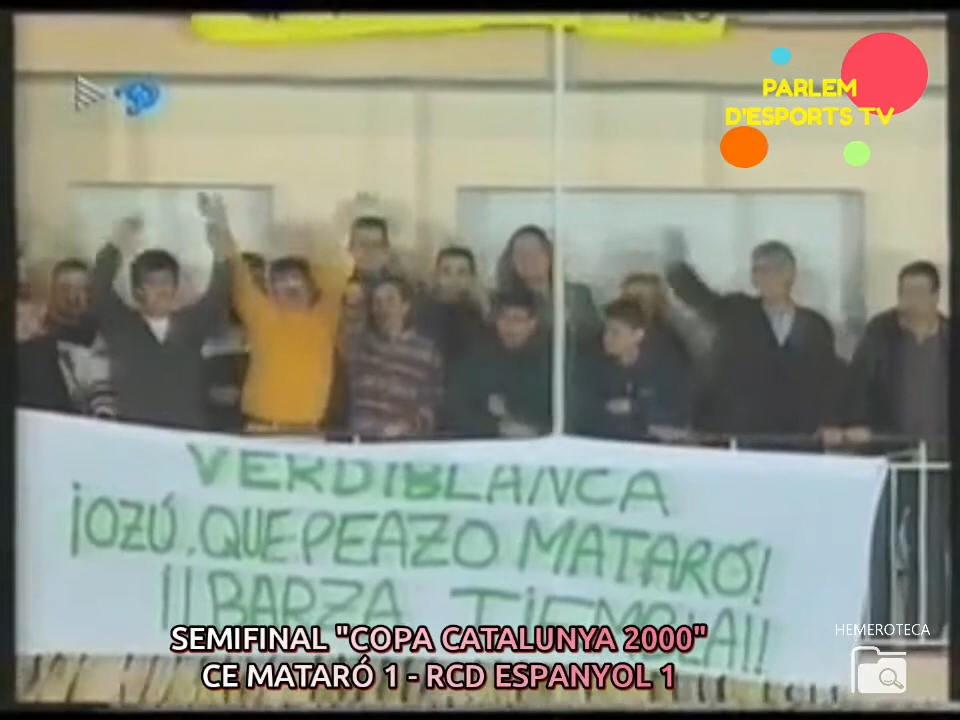 PARLEM
D'ESPORTS TV
VERDIBLANCA
¡OZÚ. QUE PEAZO MATARÓ!
¡¡BARZA TIEMBLA!!
HEMEROTECA
SEMIFINAL "COPA CATALUNYA 2000"
CE MATARÓ 1 - RCD ESPANYOL 1